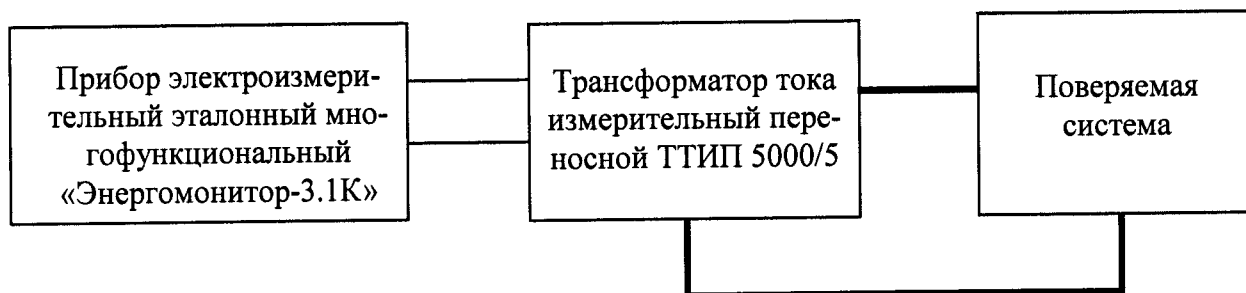 Прибор электроизмери-
тельный эталонный мно-
гофункциональный
«Энергомонитор-3.1К»
Трансформатор тока
измерительный пере-
носной ТТИП 5000/5
Поверяемая
система